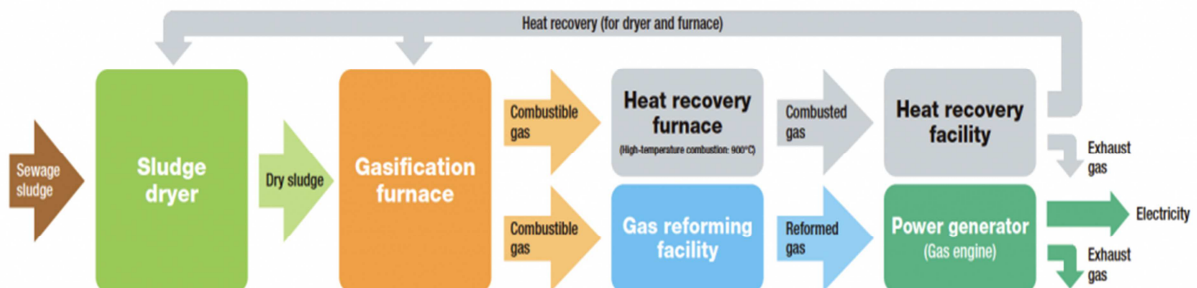 Heat recovery (for dryer and furnace)
Sewage
sludge
Sludge
dryer
Dry sludge
Gasification
furnace
Combustible
gas
Heat recovery
furnace
(High-temperature combustion: 900°C)
Combusted
gas
Heat recovery
facility
Exhaust
gas
Combustible
gas
Gas reforming
facility
Reformed
gas
Power generator
(Gas engine)
Electricity
Exhaust
gas